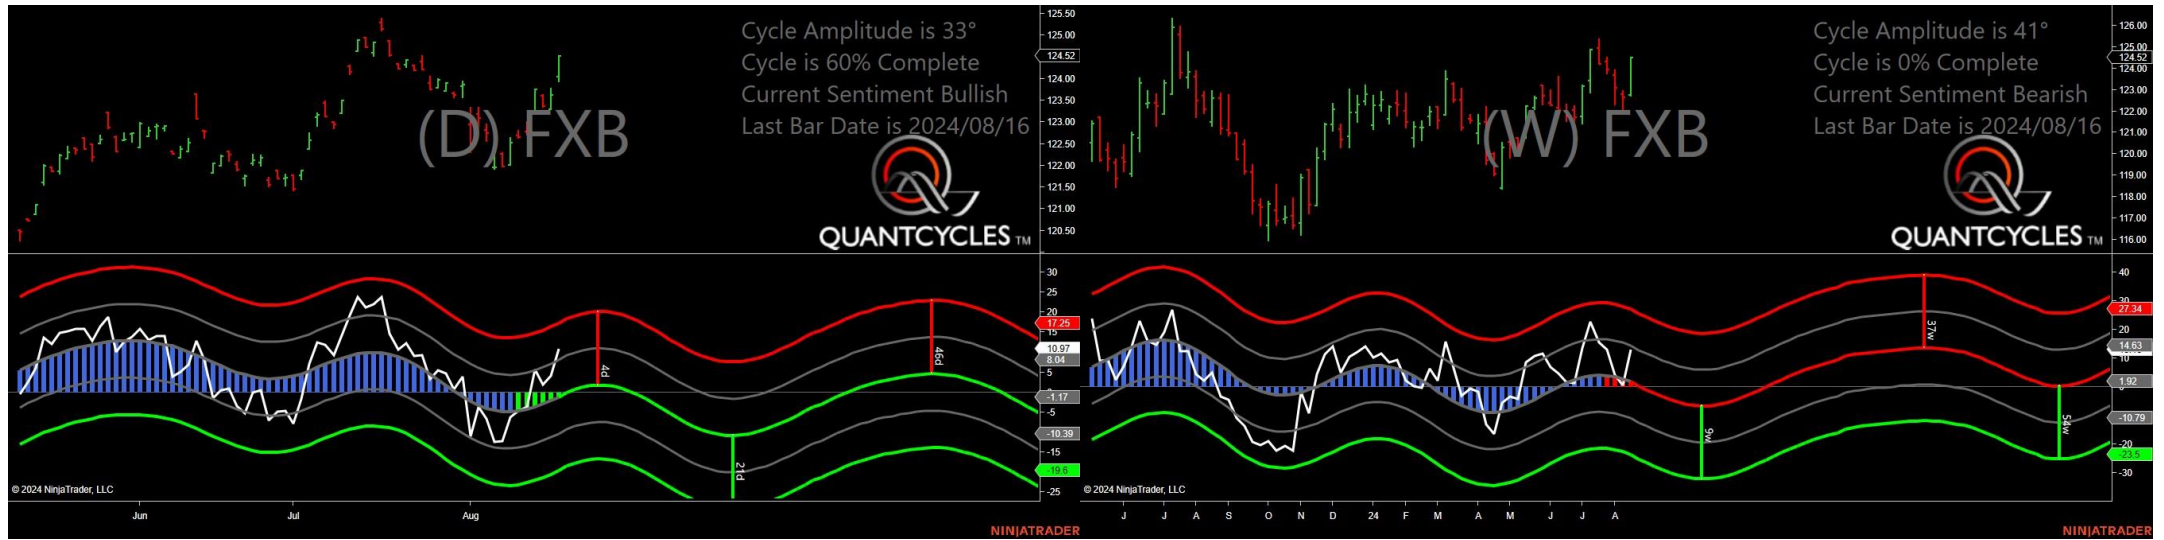 Cycle Amplitude is 33°
Cycle is 60% Complete
Current Sentiment Bullish
Last Bar Date is 2024/08/16
(D) FXB
QUANTCYCLES TM
125.50
124.52
124.00
123.50
123.00
122.50
122.00
121.50
121.00
120.50
30
25
20
17.25
15
10.97
8.04
5
-1.17
-5
-10.39
-15
-19.6
-25
4d
21d
46d
© 2024 NinjaTrader, LLC
Jun Jul Aug
NINJATRADER
Cycle Amplitude is 41°
Cycle is 0% Complete
Current Sentiment Bearish
Last Bar Date is 2024/08/16
(W) FXB
QUANTCYCLES TM
126.00
125.00
124.52
124.00
123.00
122.00
121.00
120.00
119.00
118.00
117.00
116.00
40
30
27.34
20
14.63
10
1.92
-10.79
-20
-23.5
-30
9w
37w
54w
© 2024 NinjaTrader, LLC
J J A S O N D 24 F M A M J J A
NINJATRADER